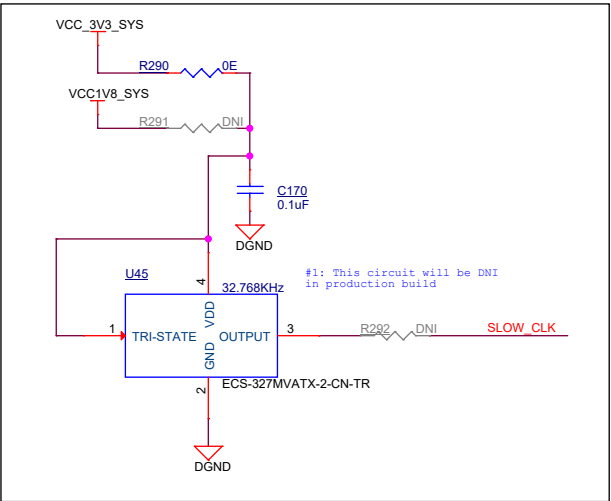 VCC_3V3_SYS
R290 0E
VCC1V8_SYS
R291 DNI
C170
0.1uF
DGND
U45
#1: This circuit will be DNI
in production build
4
32.768KHz
1 TRI-STATE VDD OUTPUT 3
GND
R292 DNI SLOW_CLK
2
ECS-327MVATX-2-CN-TR
DGND